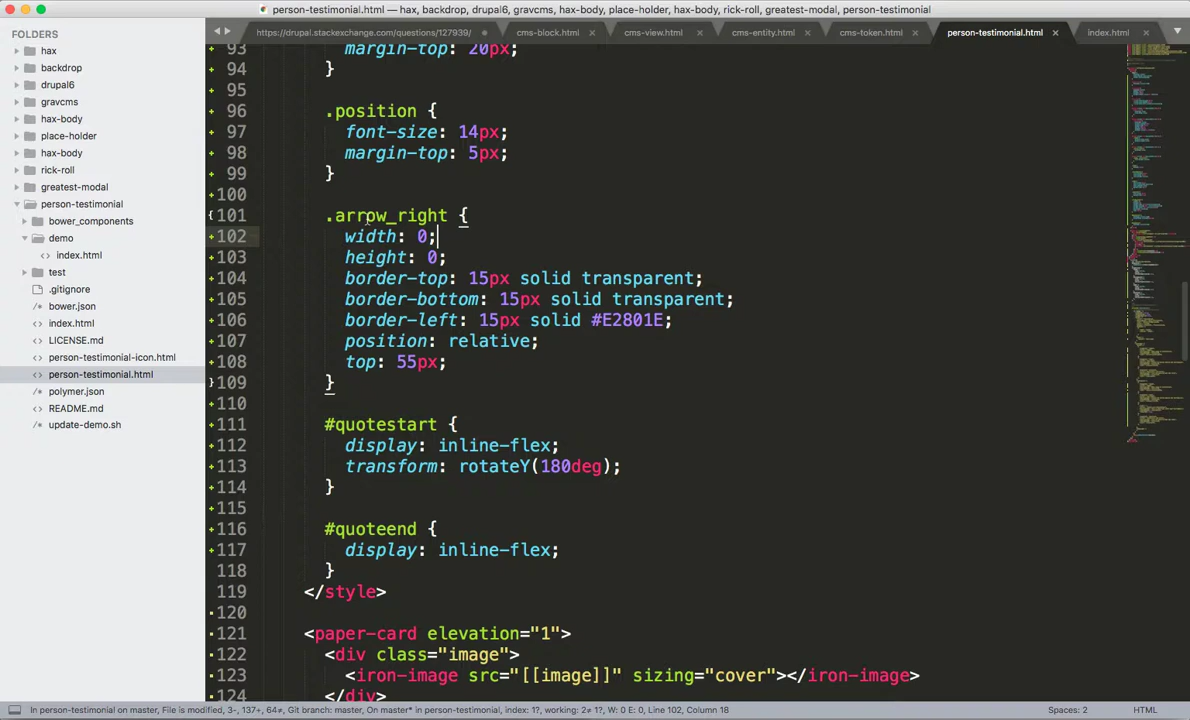 person-testimonial.html — hax, backdrop, drupal6, gravcms, hax-body, place-holder, hax-body, rick-roll, greatest-modal, person-testimonial
FOLDERS
hax
backdrop
drupal6
gravcms
hax-body
place-holder
hax-body
rick-roll
greatest-modal
person-testimonial
bower_components
demo
index.html
test
.gitignore
bower.json
index.html
LICENSE.md
person-testimonial-icon.html
person-testimonial.html
polymer.json
README.md
update-demo.sh
https://drupal.stackexchange.com/questions/127939/ cms-block.html cms-view.html cms-entity.html cms-token.html person-testimonial.html index.html
93 margin-top: 20px;
94 }
95
96 .position {
97 font-size: 14px;
98 margin-top: 5px;
99 }
100
101 .arrow_right {
102 width: 0;
103 height: 0;
104 border-top: 15px solid transparent;
105 border-bottom: 15px solid transparent;
106 border-left: 15px solid #E2801E;
107 position: relative;
108 top: 55px;
109 }
110
111 #quotestart {
112 display: inline-flex;
113 transform: rotateY(180deg);
114 }
115
116 #quoteend {
117 display: inline-flex;
118 }
119 </style>
120
121 <paper-card elevation="1">
122 <div class="image">
123 <iron-image src="[[image]]" sizing="cover"></iron-image>
124 </div>
In person-testimonial on master, File is modified, 3-, 137+, 64≠, Git branch: master, On master* in person-testimonial, index: 1?, working: 2≠ 1?, W: 0 E: 0, Line 102, Column 18 Spaces: 2 HTML